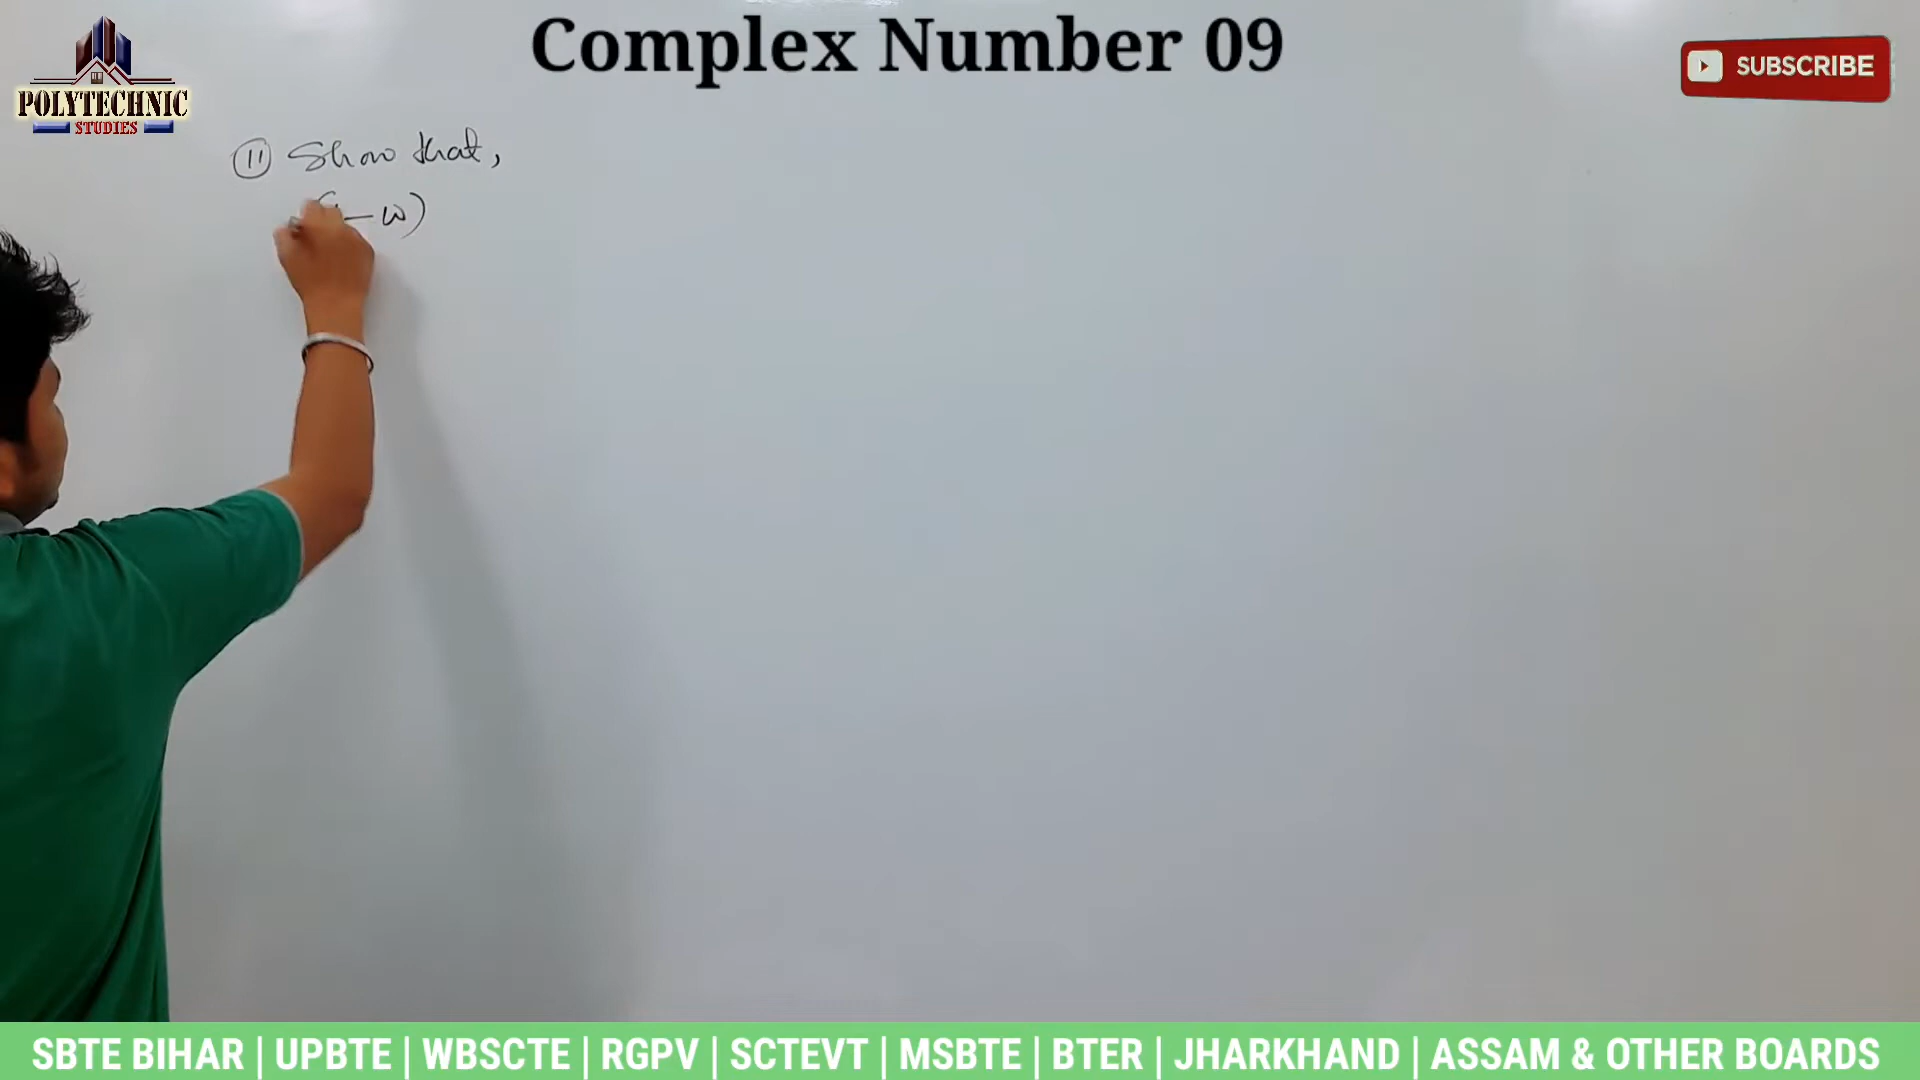 Complex Number 09
SUBSCRIBE
POLYTECHNIC
STUDIES
11 Show that,
- ω)
SBTE BIHAR | UPBTE | WBSCTE | RGPV | SCTEVT | MSBTE | BTER | JHARKHAND | ASSAM & OTHER BOARDS